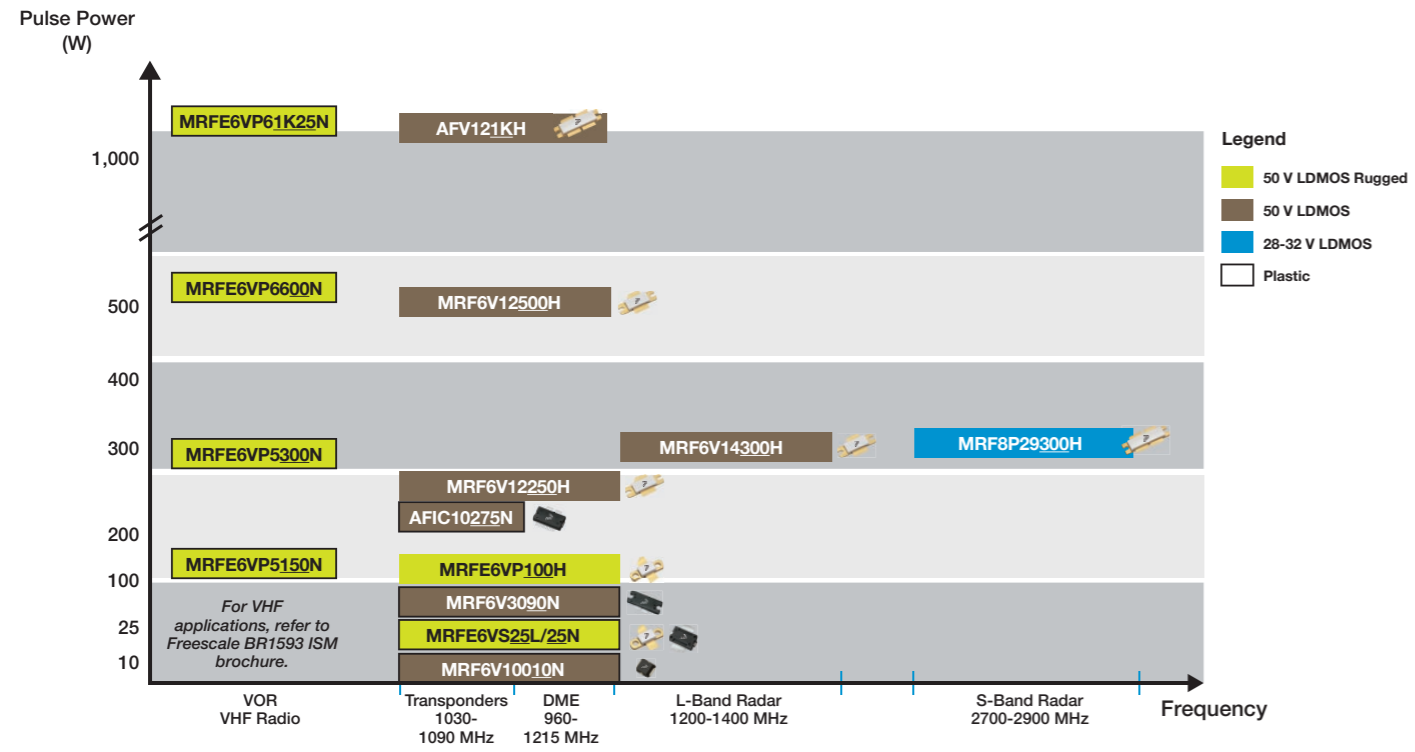 Pulse Power
(W)
MRFE6VP61K25N
AFV121KH
1,000
Legend
50 V LDMOS Rugged
50 V LDMOS
28-32 V LDMOS
Plastic
MRFE6VP6600N
MRF6V12500H
500
400
300
MRFE6VP5300N
MRF6V14300H
MRF8P29300H
MRF6V12250H
AFIC10275N
200
MRFE6VP5150N
MRFE6VP100H
100
For VHF
applications, refer to
Freescale BR1593 ISM
brochure.
MRF6V3090N
25
MRFE6VS25L/25N
10
MRF6V10010N
VOR
VHF Radio
Transponders
1030-
1090 MHz
DME
960-
1215 MHz
L-Band Radar
1200-1400 MHz
S-Band Radar
2700-2900 MHz
Frequency